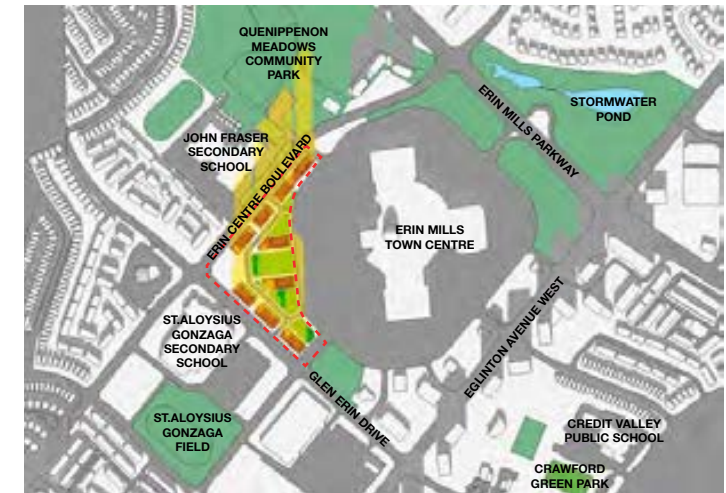 QUENIPPENON
MEADOWS
COMMUNITY
PARK
ERIN MILLS PARKWAY
STORMWATER
POND
JOHN FRASER
SECONDARY
SCHOOL
ERIN CENTRE BOULEVARD
ERIN MILLS
TOWN CENTRE
EGLINTON AVENUE WEST
ST.ALOYSIUS
GONZAGA
SECONDARY
SCHOOL
GLEN ERIN DRIVE
ST.ALOYSIUS
GONZAGA
FIELD
CREDIT VALLEY
PUBLIC SCHOOL
CRAWFORD
GREEN PARK